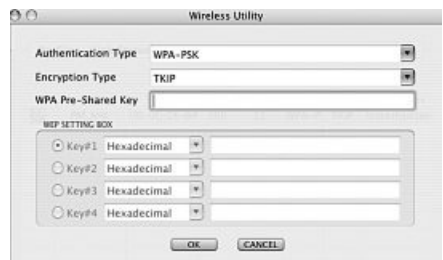 Wireless Utility
Authentication Type WPA-PSK
Encryption Type TKIP
WPA Pre-Shared Key
WEP SETTING BOX
Key#1 Hexadecimal
Key#2 Hexadecimal
Key#3 Hexadecimal
Key#4 Hexadecimal
OK CANCEL